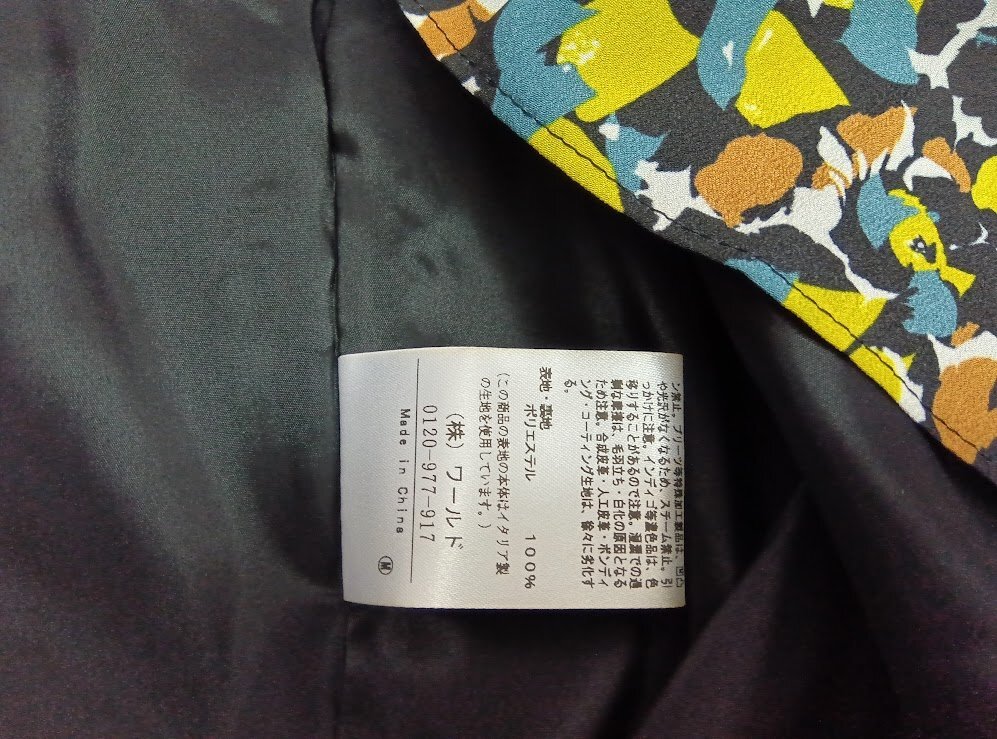 ン禁止。プリーツ等特殊加工製品は、凹凸
や光沢がなくなるため、スチーム禁止。引
っかけに注意。インディゴ等濃色品は、色
移りすることがあるので注意。湿潤での過
剰な摩擦は、毛羽立ち・白化の原因となる
ため注意。合成皮革・人工皮革・ボンディ
ング・コーティング生地は、徐々に劣化す
る。
表地・裏地
ポリエステル 100%
(この商品の表地の本体はイタリア製
の生地を使用しています。)
(株)ワールド
0120-977-917
Made in China
M